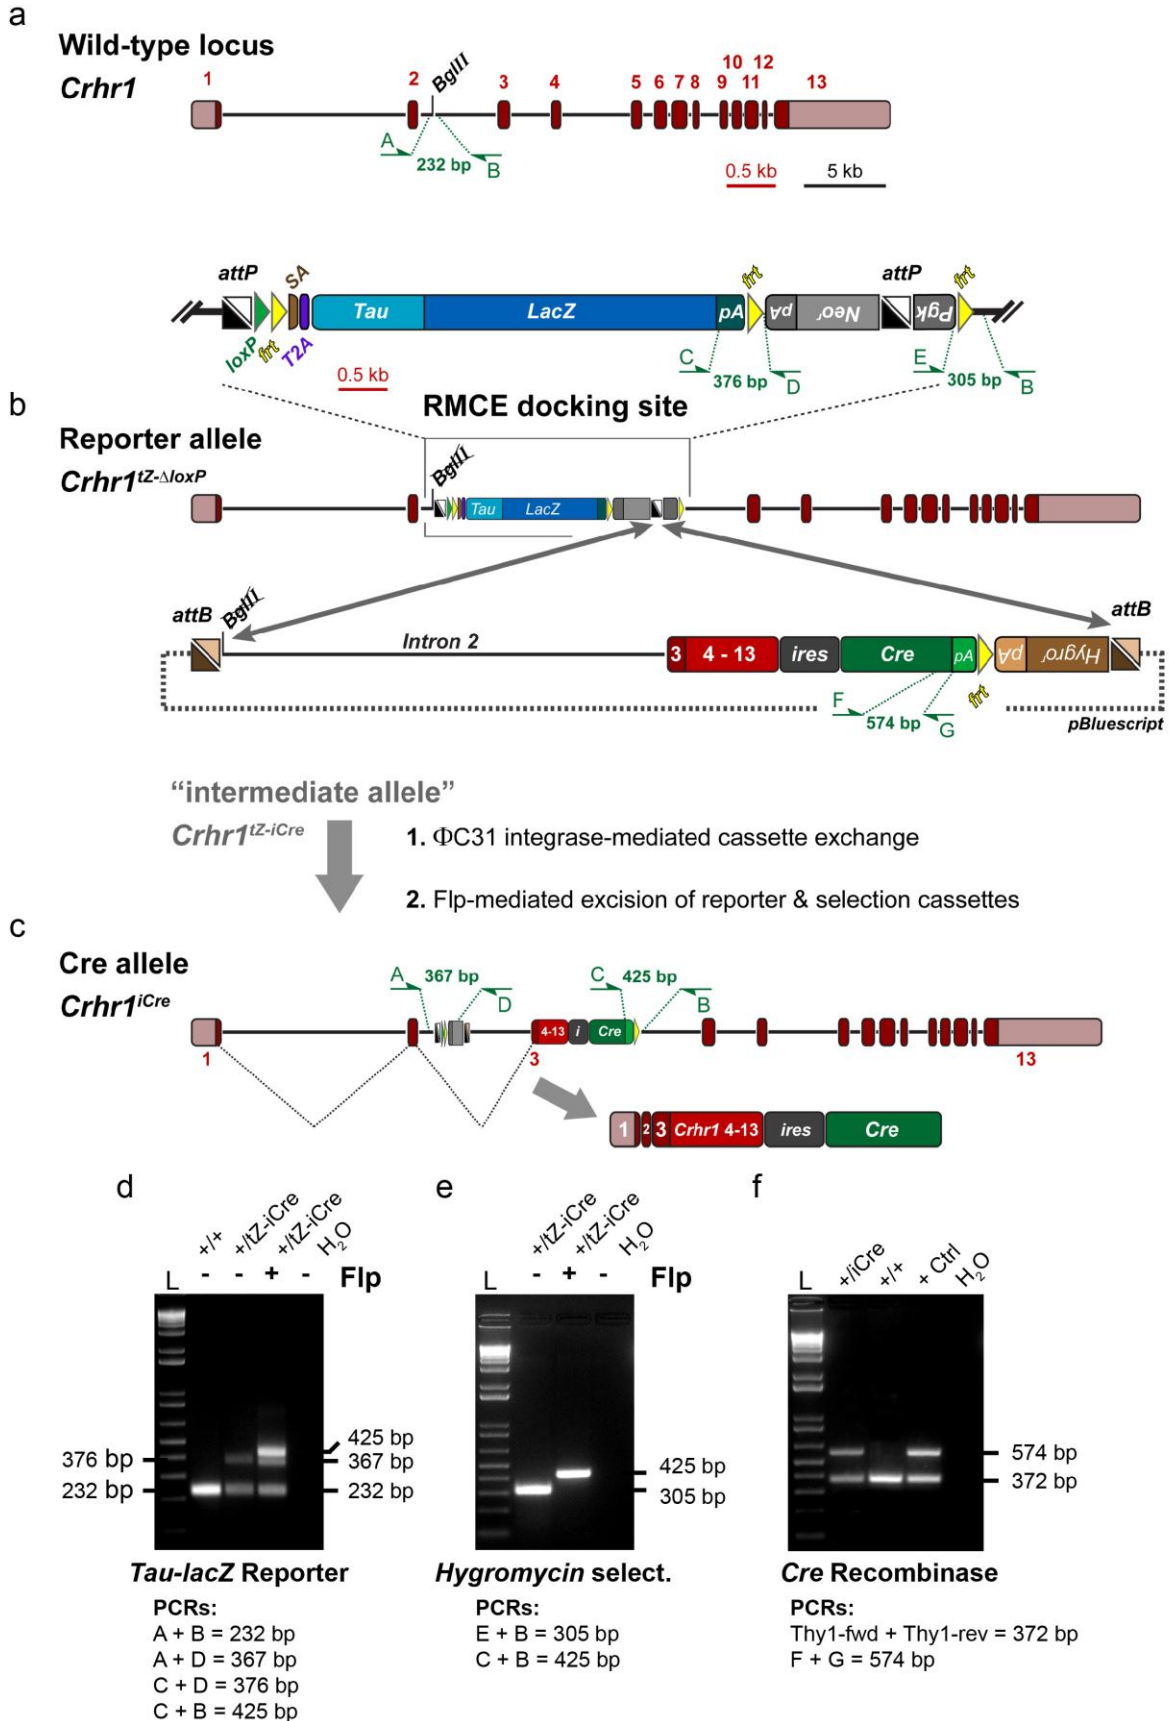 a
Wild-type locus
Crhr1
1 2 BglII 3 4 5 6 7 8 9 10 11 12 13
A 232 bp B
0.5 kb 5 kb
attP SA frt attP frt
Tau LacZ pA pA Neoʳ Pgk
loxP frt T2A
0.5 kb
C 376 bp D
E 305 bp B
b
RMCE docking site
Reporter allele
Crhr1tZ-ΔloxP
BglII
Tau LacZ
attB BglII attB
Intron 2
3 4 - 13 ires Cre pA pA Hygroʳ
frt
F 574 bp G
pBluescript
“intermediate allele”
Crhr1tZ-iCre
1. ΦC31 integrase-mediated cassette exchange
2. Flp-mediated excision of reporter & selection cassettes
c
Cre allele
Crhr1iCre
A 367 bp D
C 425 bp B
4-13 i Cre
1 3 13
1 2 3 Crhr1 4-13 ires Cre
d
+/+ +/tZ-iCre +/tZ-iCre H2O
L - - + - Flp
376 bp
232 bp
425 bp
367 bp
232 bp
Tau-lacZ Reporter
PCRs:
A + B = 232 bp
A + D = 367 bp
C + D = 376 bp
C + B = 425 bp
e
+/tZ-iCre +/tZ-iCre H2O
L - + - Flp
425 bp
305 bp
Hygromycin select.
PCRs:
E + B = 305 bp
C + B = 425 bp
f
L +/iCre +/+ + Ctrl H2O
574 bp
372 bp
Cre Recombinase
PCRs:
Thy1-fwd + Thy1-rev = 372 bp
F + G = 574 bp